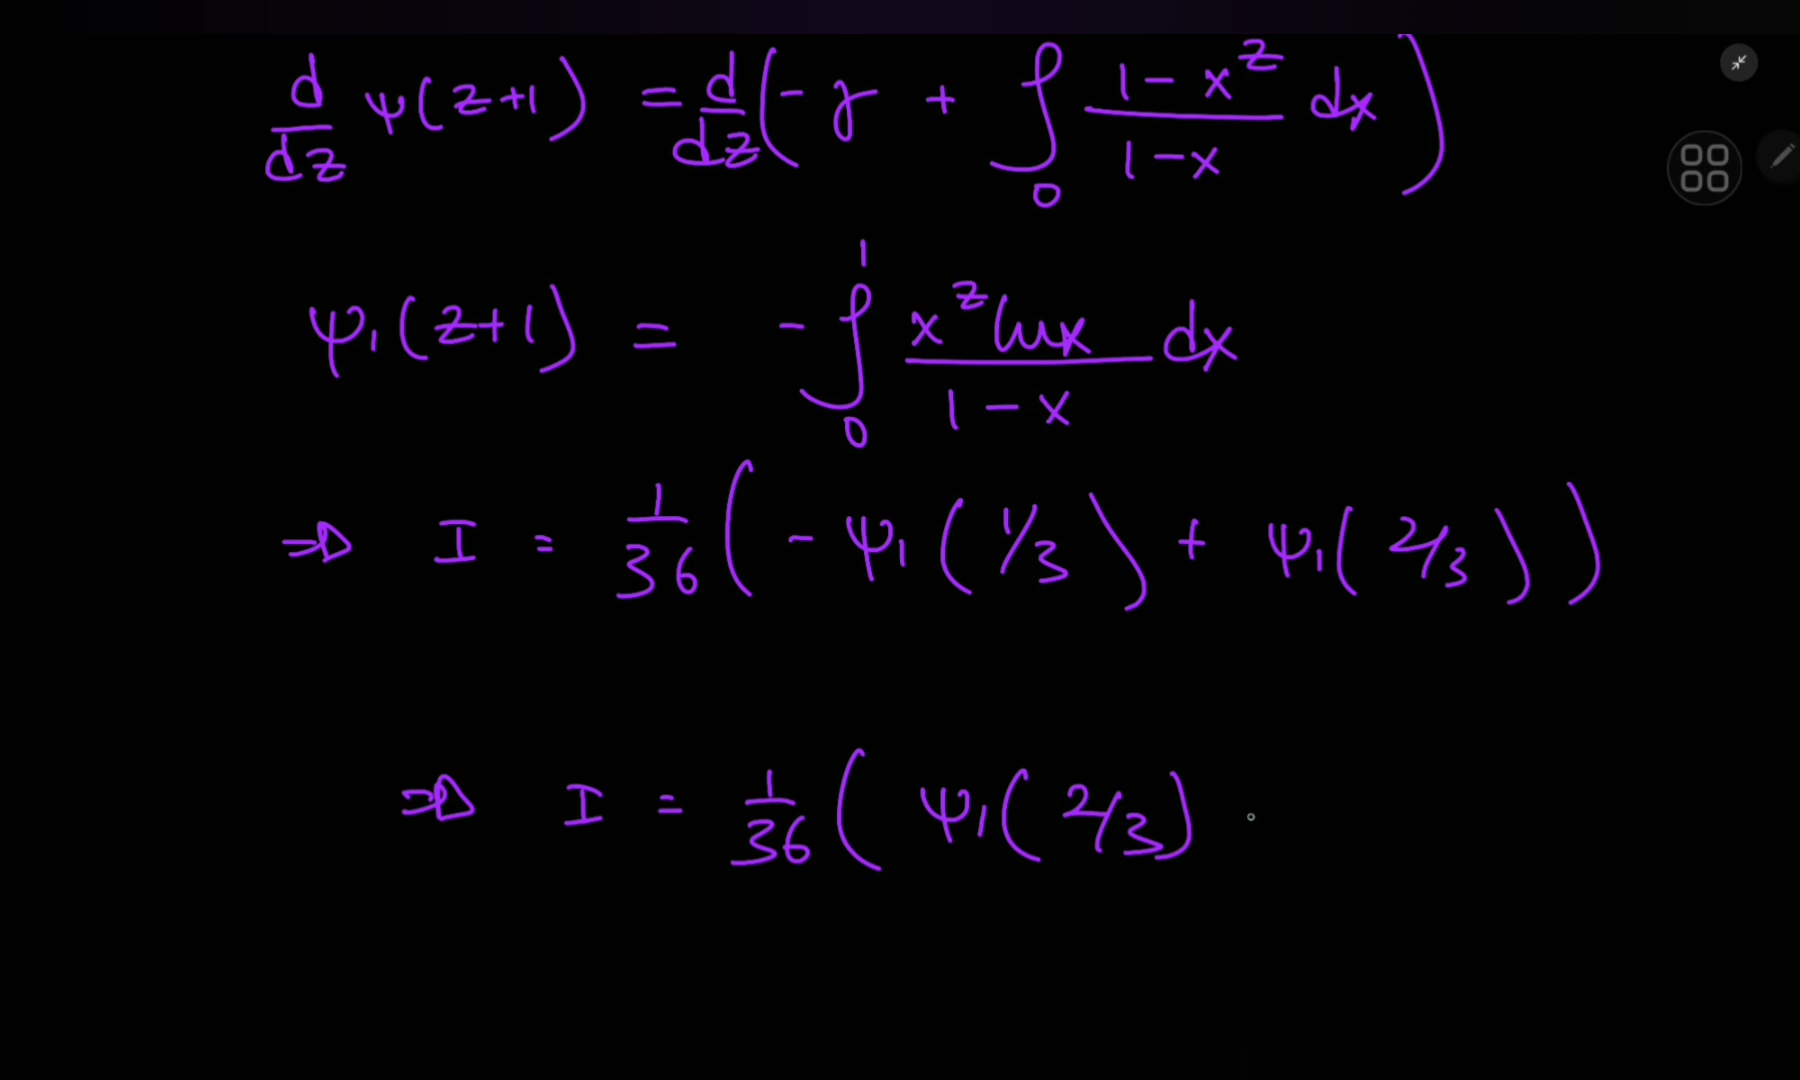 d/dz ψ(z+1) = d/dz(-γ + ∫₀ (1-x^z)/(1-x) dx)
ψ₁(z+1) = -∫₀¹ (x^z ln x)/(1-x) dx
⇒ I = 1/36 (-ψ₁(1/3) + ψ₁(2/3))
⇒ I = 1/36 (ψ₁(2/3)